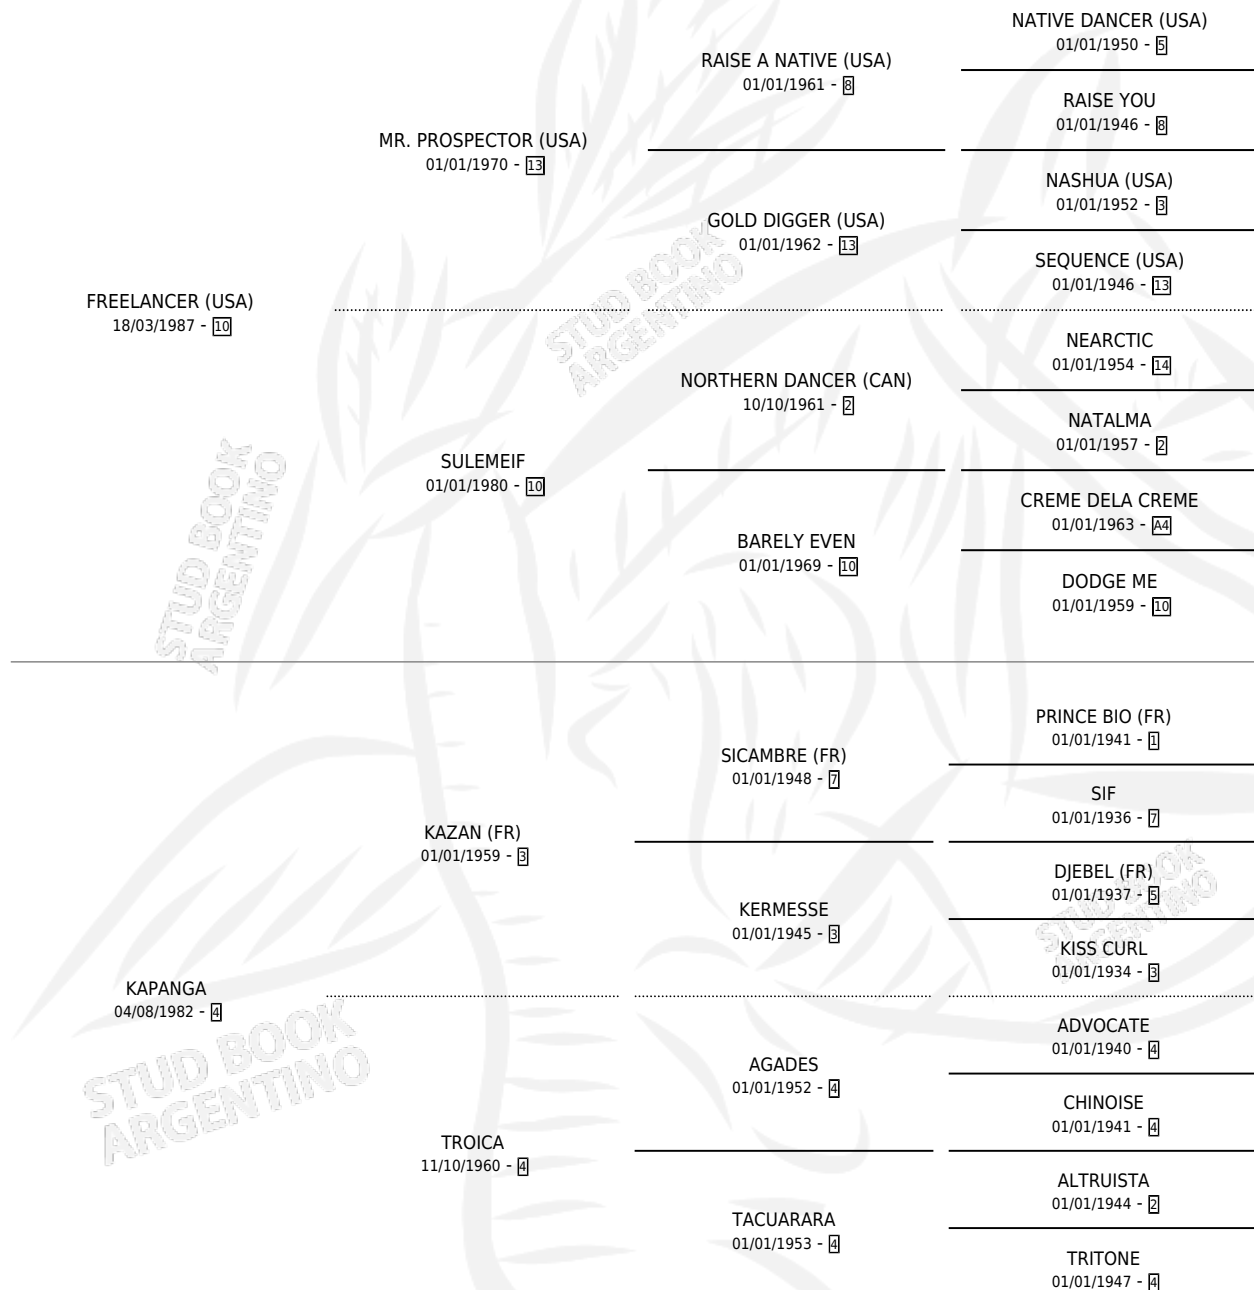 NATIVE DANCER (USA)
01/01/1950 - 5
RAISE A NATIVE (USA)
01/01/1961 - 8
RAISE YOU
01/01/1946 - 8
MR. PROSPECTOR (USA)
01/01/1970 - 13
NASHUA (USA)
01/01/1952 - 3
GOLD DIGGER (USA)
01/01/1962 - 13
SEQUENCE (USA)
01/01/1946 - 13
FREELANCER (USA)
18/03/1987 - 10
STUD BOOK
ARGENTINO
NEARCTIC
01/01/1954 - 14
NORTHERN DANCER (CAN)
10/10/1961 - 2
NATALMA
01/01/1957 - 2
SULEMEIF
01/01/1980 - 10
CREME DELA CREME
01/01/1963 - A4
BARELY EVEN
01/01/1969 - 10
DODGE ME
01/01/1959 - 10
STUD BOOK
ARGENTINO
PRINCE BIO (FR)
01/01/1941 - 1
SICAMBRE (FR)
01/01/1948 - 7
SIF
01/01/1936 - 7
KAZAN (FR)
01/01/1959 - 3
DJEBEL (FR)
01/01/1937 - 5
KERMESSE
01/01/1945 - 3
KISS CURL
01/01/1934 - 3
STUD BOOK
ARGENTINO
KAPANGA
04/08/1982 - 4
ADVOCATE
01/01/1940 - 4
AGADES
01/01/1952 - 4
CHINOISE
01/01/1941 - 4
TROICA
11/10/1960 - 4
ALTRUISTA
01/01/1944 - 2
TACUARARA
01/01/1953 - 4
TRITONE
01/01/1947 - 4
STUD BOOK
ARGENTINO